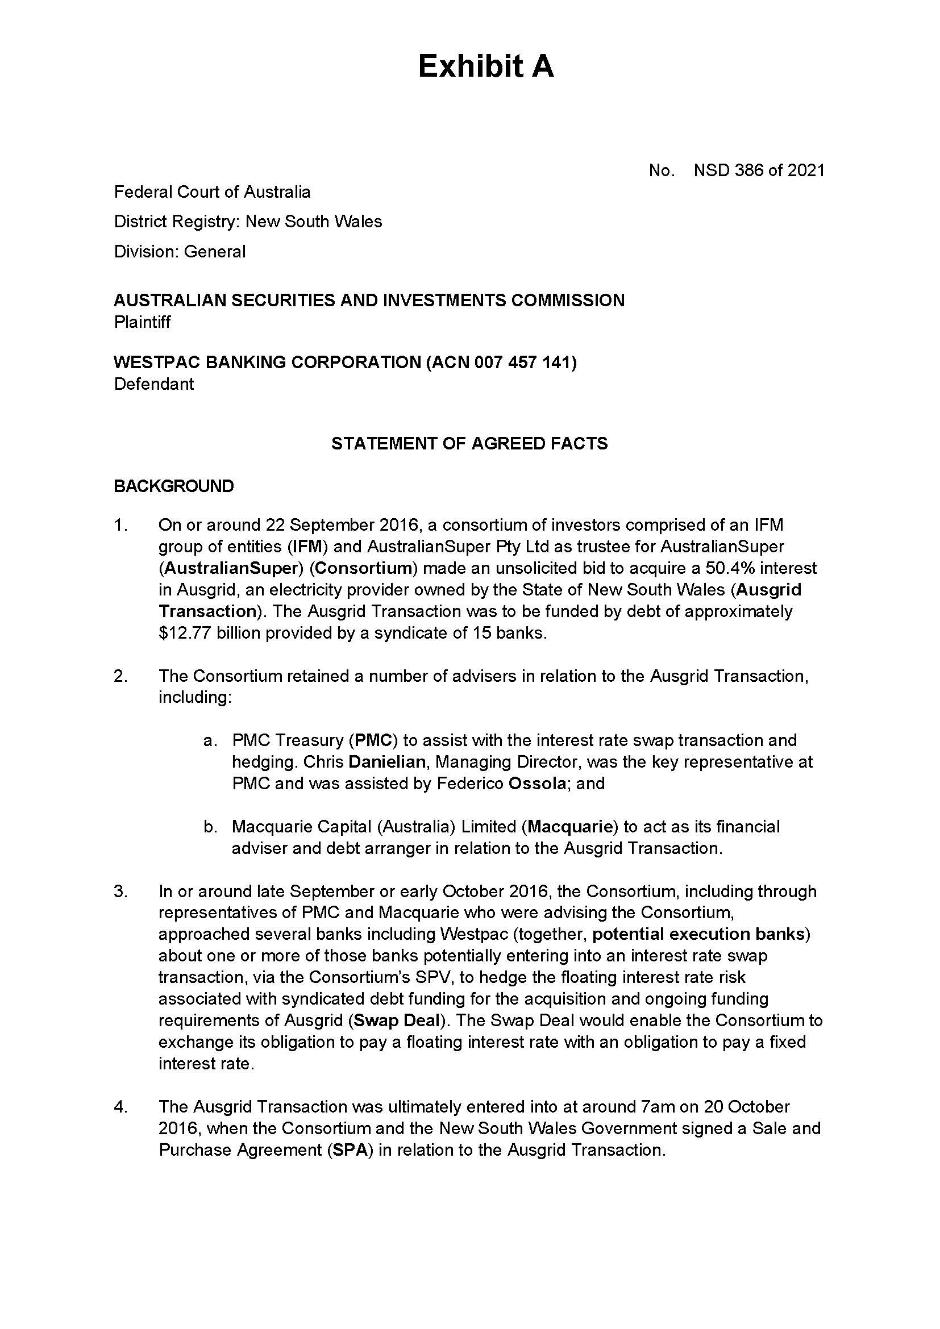 Exhibit A
No. NSD 386 of 2021
Federal Court of Australia
District Registry: New South Wales
Division: General
AUSTRALIAN SECURITIES AND INVESTMENTS COMMISSION
Plaintiff
WESTPAC BANKING CORPORATION (ACN 007 457 141)
Defendant
STATEMENT OF AGREED FACTS
BACKGROUND
1. On or around 22 September 2016, a consortium of investors comprised of an IFM
group of entities (IFM) and AustralianSuper Pty Ltd as trustee for AustralianSuper
(AustralianSuper) (Consortium) made an unsolicited bid to acquire a 50.4% interest
in Ausgrid, an electricity provider owned by the State of New South Wales (Ausgrid
Transaction). The Ausgrid Transaction was to be funded by debt of approximately
$12.77 billion provided by a syndicate of 15 banks.
2. The Consortium retained a number of advisers in relation to the Ausgrid Transaction,
including:
a. PMC Treasury (PMC) to assist with the interest rate swap transaction and
hedging. Chris Danielian, Managing Director, was the key representative at
PMC and was assisted by Federico Ossola; and
b. Macquarie Capital (Australia) Limited (Macquarie) to act as its financial
adviser and debt arranger in relation to the Ausgrid Transaction.
3. In or around late September or early October 2016, the Consortium, including through
representatives of PMC and Macquarie who were advising the Consortium,
approached several banks including Westpac (together, potential execution banks)
about one or more of those banks potentially entering into an interest rate swap
transaction, via the Consortium's SPV, to hedge the floating interest rate risk
associated with syndicated debt funding for the acquisition and ongoing funding
requirements of Ausgrid (Swap Deal). The Swap Deal would enable the Consortium to
exchange its obligation to pay a floating interest rate with an obligation to pay a fixed
interest rate.
4. The Ausgrid Transaction was ultimately entered into at around 7am on 20 October
2016, when the Consortium and the New South Wales Government signed a Sale and
Purchase Agreement (SPA) in relation to the Ausgrid Transaction.